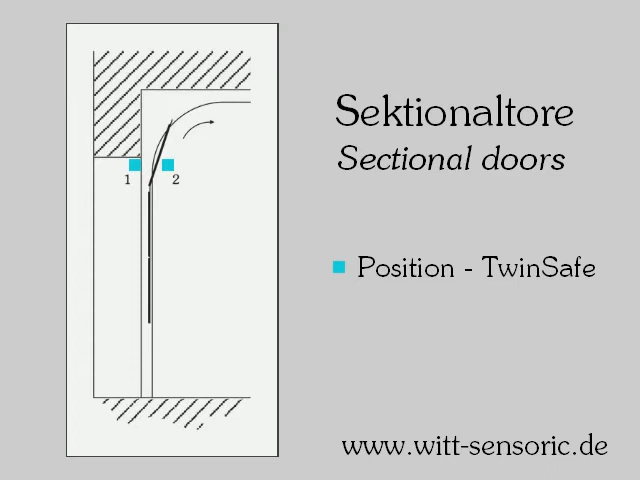 Sektionaltore
Sectional doors
1 2
Position - TwinSafe
www.witt-sensoric.de